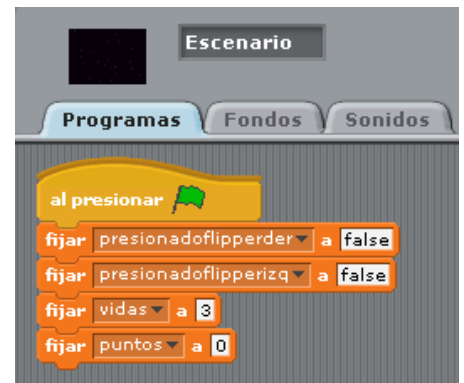 Escenario
Programas Fondos Sonidos
al presionar
fijar presionadoflipperder a false
fijar presionadoflipperizq a false
fijar vidas a 3
fijar puntos a 0